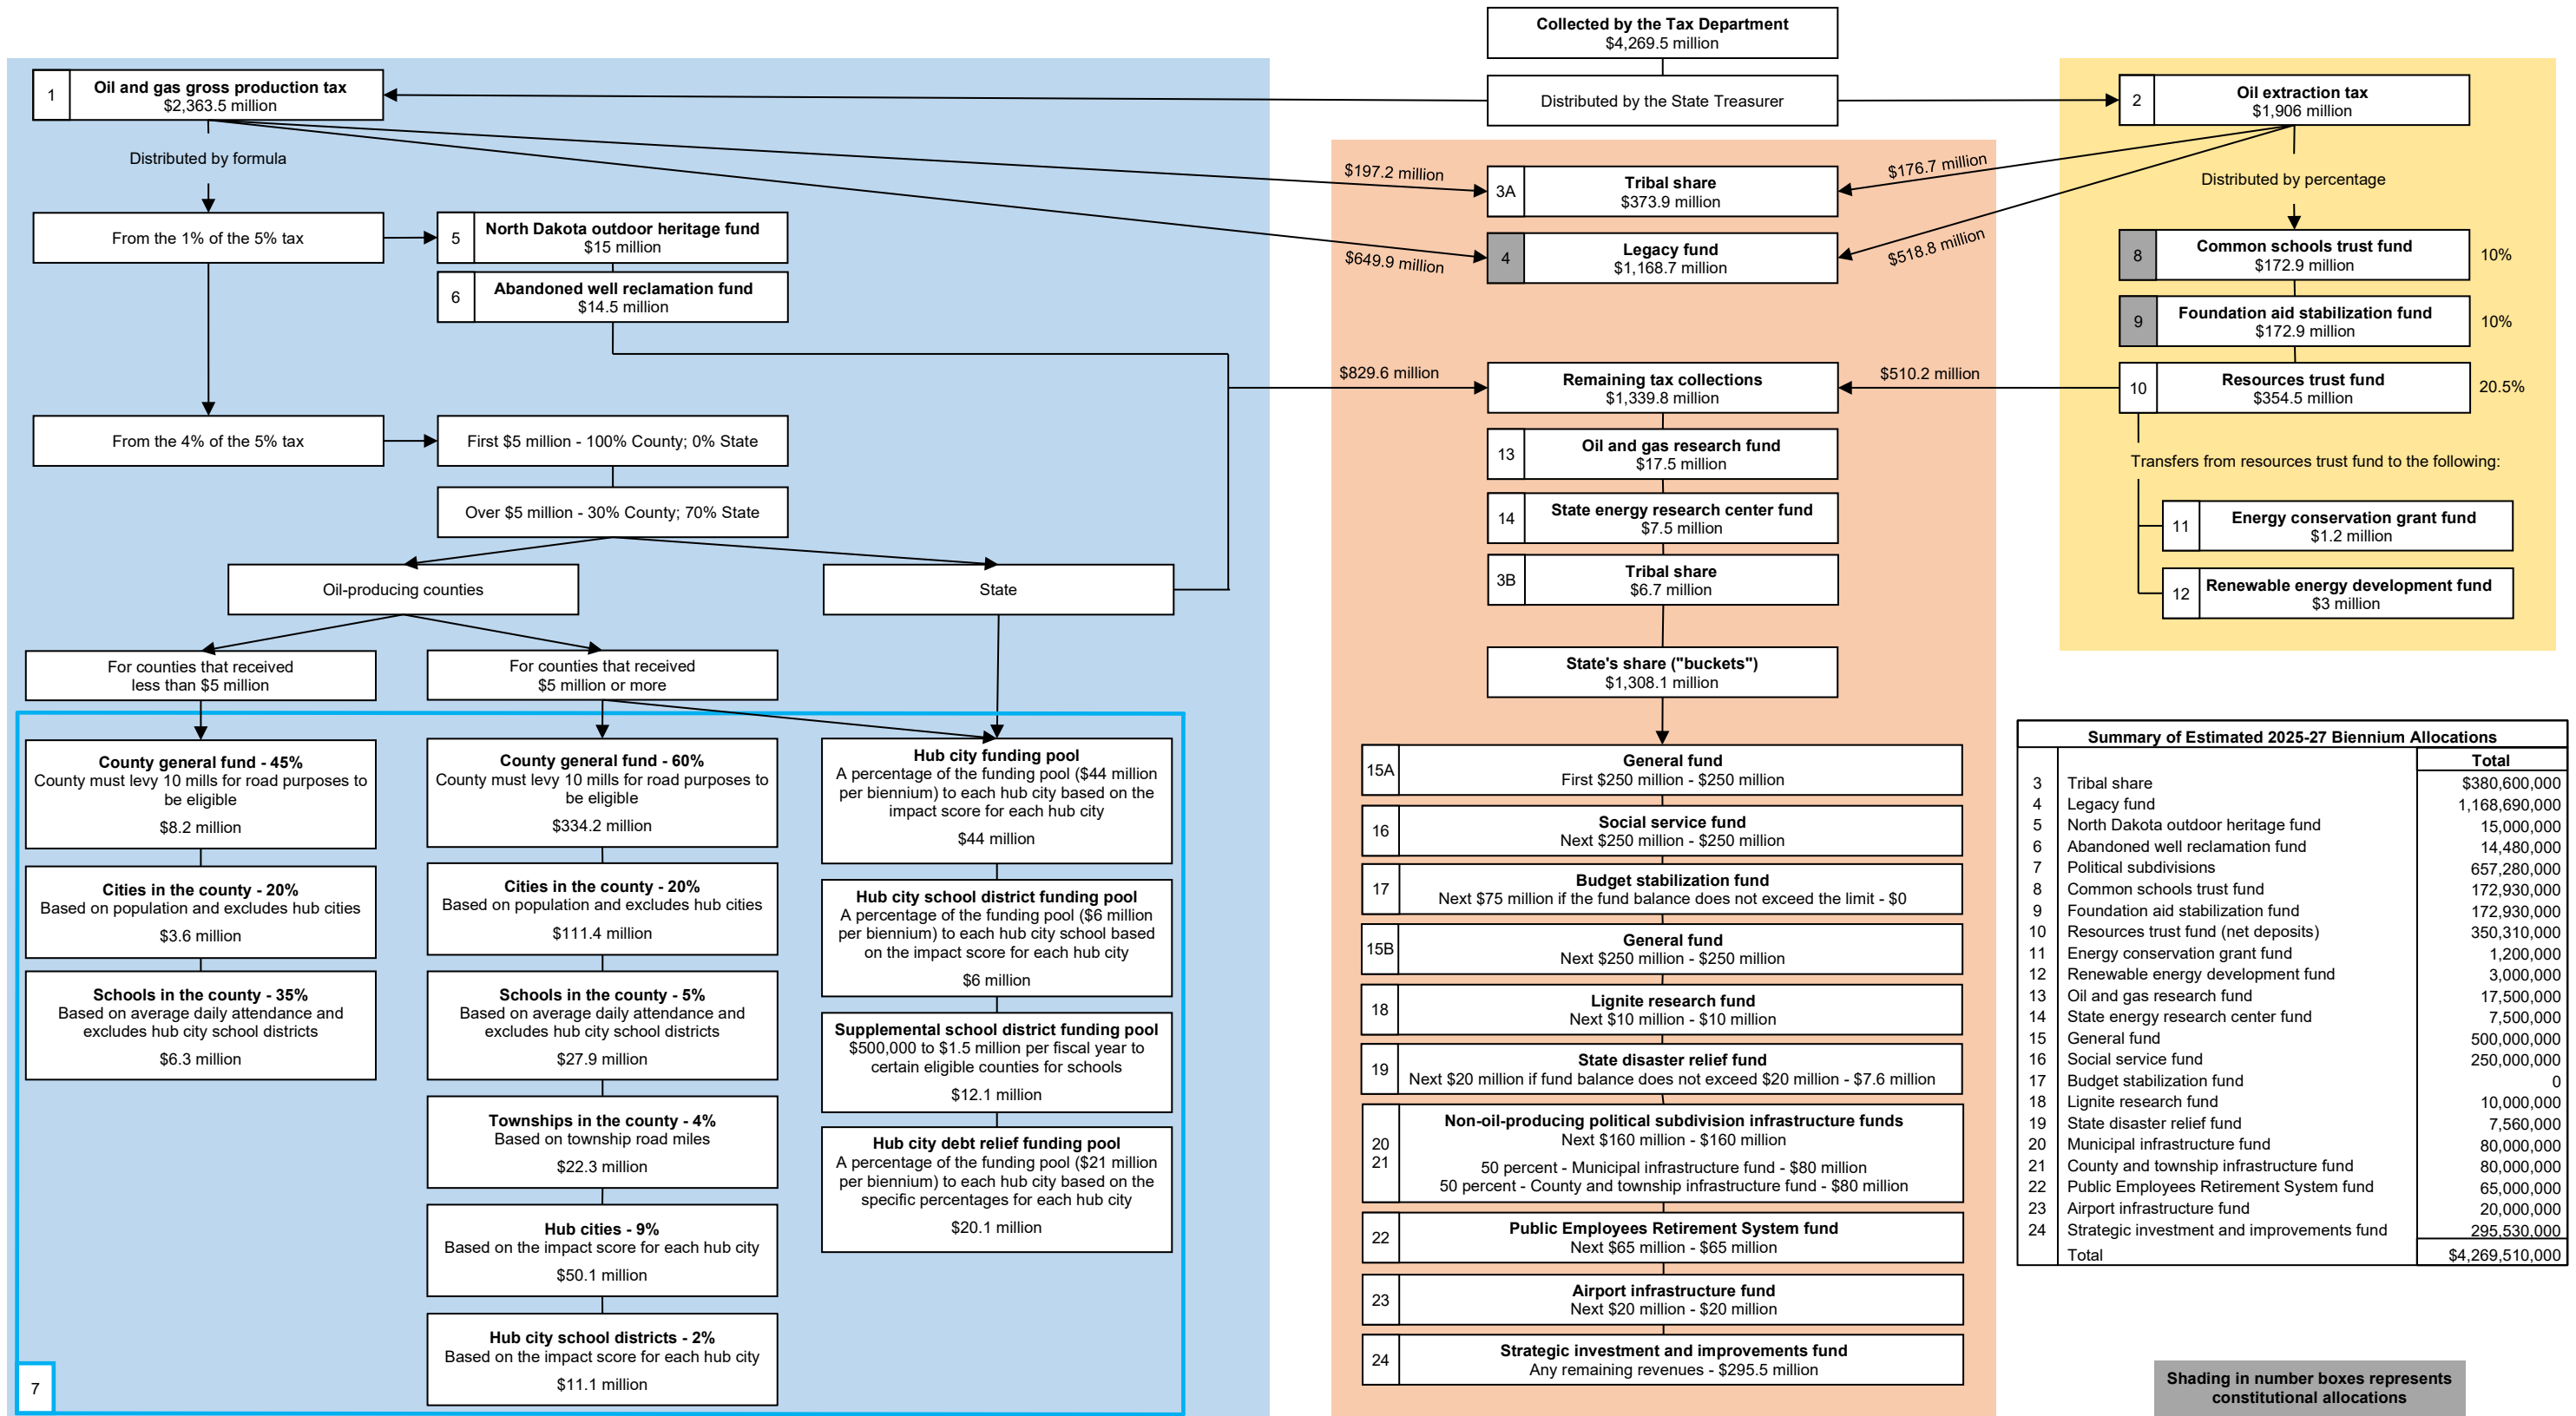 Collected by the Tax Department
$4,269.5 million
Distributed by the State Treasurer
1
Oil and gas gross production tax
$2,363.5 million
Distributed by formula
From the 1% of the 5% tax
5
North Dakota outdoor heritage fund
$15 million
6
Abandoned well reclamation fund
$14.5 million
From the 4% of the 5% tax
First $5 million - 100% County; 0% State
Over $5 million - 30% County; 70% State
Oil-producing counties
State
For counties that received
less than $5 million
For counties that received
$5 million or more
County general fund - 45%
County must levy 10 mills for road purposes to
be eligible
$8.2 million
Cities in the county - 20%
Based on population and excludes hub cities
$3.6 million
Schools in the county - 35%
Based on average daily attendance and
excludes hub city school districts
$6.3 million
County general fund - 60%
County must levy 10 mills for road purposes to
be eligible
$334.2 million
Cities in the county - 20%
Based on population and excludes hub cities
$111.4 million
Schools in the county - 5%
Based on average daily attendance and
excludes hub city school districts
$27.9 million
Townships in the county - 4%
Based on township road miles
$22.3 million
Hub cities - 9%
Based on the impact score for each hub city
$50.1 million
Hub city school districts - 2%
Based on the impact score for each hub city
$11.1 million
Hub city funding pool
A percentage of the funding pool ($44 million
per biennium) to each hub city based on the
impact score for each hub city
$44 million
Hub city school district funding pool
A percentage of the funding pool ($6 million
per biennium) to each hub city school based
on the impact score for each hub city
$6 million
Supplemental school district funding pool
$500,000 to $1.5 million per fiscal year to
certain eligible counties for schools
$12.1 million
Hub city debt relief funding pool
A percentage of the funding pool ($21 million
per biennium) to each hub city based on the
specific percentages for each hub city
$20.1 million
7
$197.2 million
$649.9 million
$829.6 million
$176.7 million
$518.8 million
$510.2 million
3A
Tribal share
$373.9 million
4
Legacy fund
$1,168.7 million
Remaining tax collections
$1,339.8 million
13
Oil and gas research fund
$17.5 million
14
State energy research center fund
$7.5 million
3B
Tribal share
$6.7 million
State's share ("buckets")
$1,308.1 million
15A
General fund
First $250 million - $250 million
16
Social service fund
Next $250 million - $250 million
17
Budget stabilization fund
Next $75 million if the fund balance does not exceed the limit - $0
15B
General fund
Next $250 million - $250 million
18
Lignite research fund
Next $10 million - $10 million
19
State disaster relief fund
Next $20 million if fund balance does not exceed $20 million - $7.6 million
20
21
Non-oil-producing political subdivision infrastructure funds
Next $160 million - $160 million
50 percent - Municipal infrastructure fund - $80 million
50 percent - County and township infrastructure fund - $80 million
22
Public Employees Retirement System fund
Next $65 million - $65 million
23
Airport infrastructure fund
Next $20 million - $20 million
24
Strategic investment and improvements fund
Any remaining revenues - $295.5 million
2
Oil extraction tax
$1,906 million
Distributed by percentage
8
Common schools trust fund
$172.9 million
10%
9
Foundation aid stabilization fund
$172.9 million
10%
10
Resources trust fund
$354.5 million
20.5%
Transfers from resources trust fund to the following:
11
Energy conservation grant fund
$1.2 million
12
Renewable energy development fund
$3 million
Summary of Estimated 2025-27 Biennium Allocations
Total
3 Tribal share $380,600,000
4 Legacy fund 1,168,690,000
5 North Dakota outdoor heritage fund 15,000,000
6 Abandoned well reclamation fund 14,480,000
7 Political subdivisions 657,280,000
8 Common schools trust fund 172,930,000
9 Foundation aid stabilization fund 172,930,000
10 Resources trust fund (net deposits) 350,310,000
11 Energy conservation grant fund 1,200,000
12 Renewable energy development fund 3,000,000
13 Oil and gas research fund 17,500,000
14 State energy research center fund 7,500,000
15 General fund 500,000,000
16 Social service fund 250,000,000
17 Budget stabilization fund 0
18 Lignite research fund 10,000,000
19 State disaster relief fund 7,560,000
20 Municipal infrastructure fund 80,000,000
21 County and township infrastructure fund 80,000,000
22 Public Employees Retirement System fund 65,000,000
23 Airport infrastructure fund 20,000,000
24 Strategic investment and improvements fund 295,530,000
Total $4,269,510,000
Shading in number boxes represents
constitutional allocations